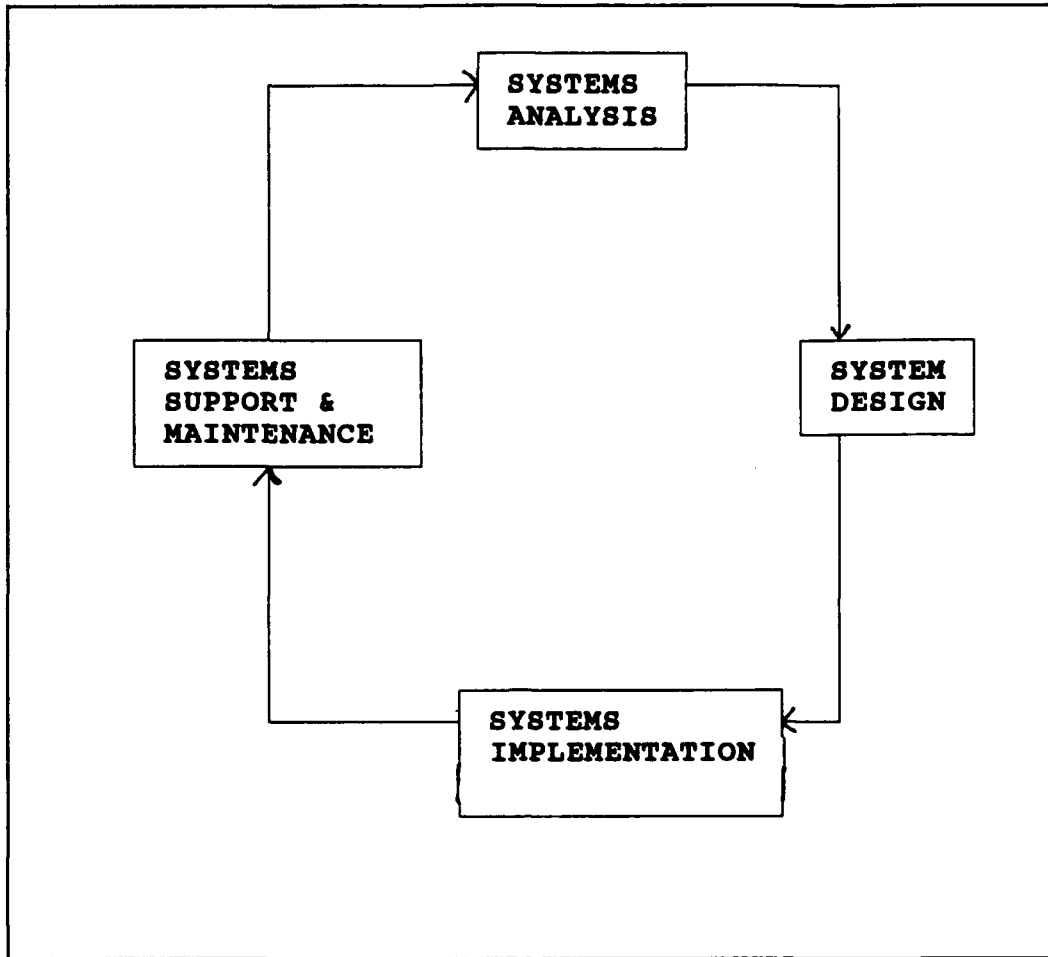 SYSTEMS
ANALYSIS
SYSTEM
DESIGN
SYSTEMS
IMPLEMENTATION
SYSTEMS
SUPPORT &
MAINTENANCE